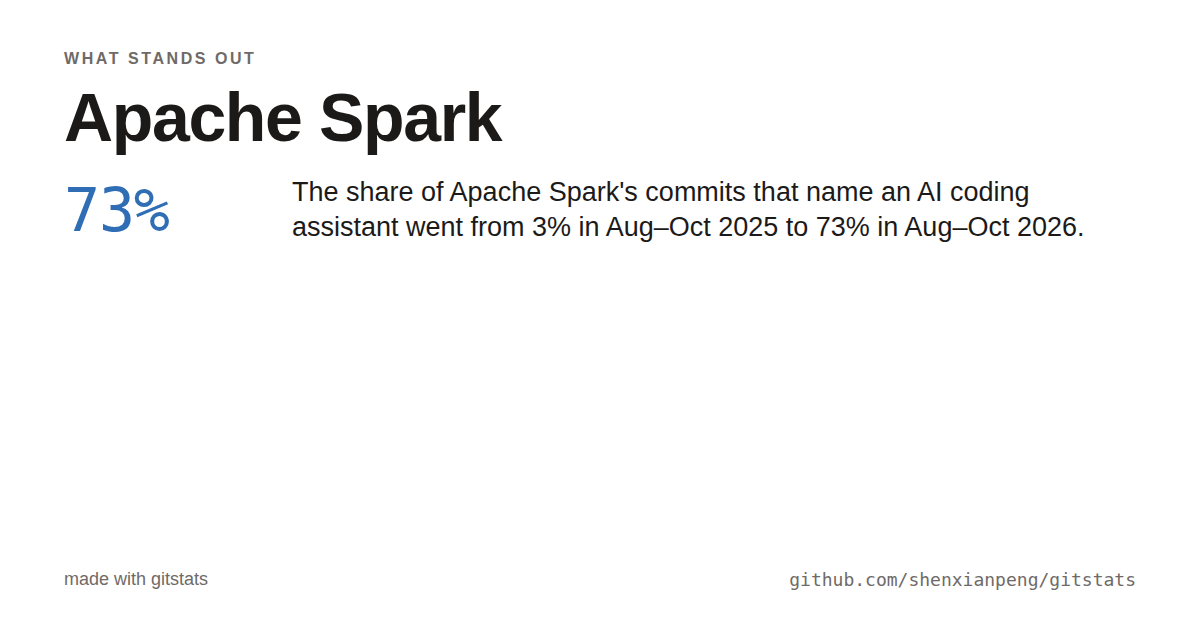 WHAT STANDS OUT
Apache Spark
73%
The share of Apache Spark's commits that name an AI coding
assistant went from 3% in Aug–Oct 2025 to 73% in Aug–Oct 2026.
made with gitstats
github.com/shenxianpeng/gitstats